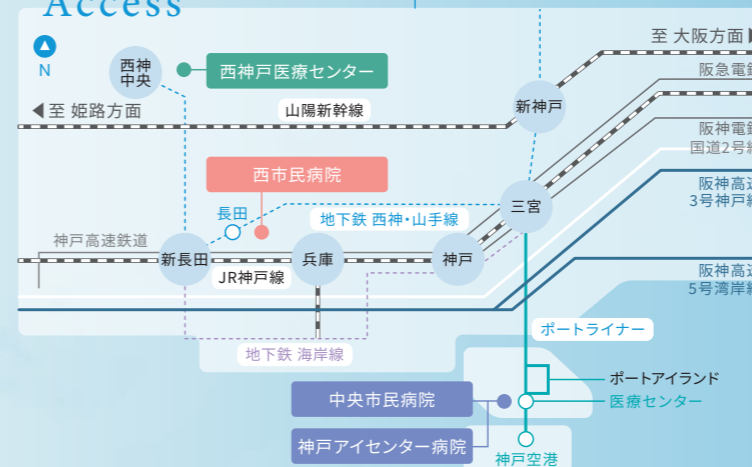 Access
N
西神
中央
西神戸医療センター
至 大阪方面
阪急電鉄
至 姫路方面
山陽新幹線
新神戸
阪神電鉄
国道2号線
西市民病院
阪神高速
3号神戸線
長田
地下鉄 西神・山手線
三宮
神戸高速鉄道
新長田
JR神戸線
兵庫
神戸
阪神高速
5号湾岸線
地下鉄 海岸線
ポートライナー
ポートアイランド
中央市民病院
医療センター
神戸アイセンター病院
神戸空港